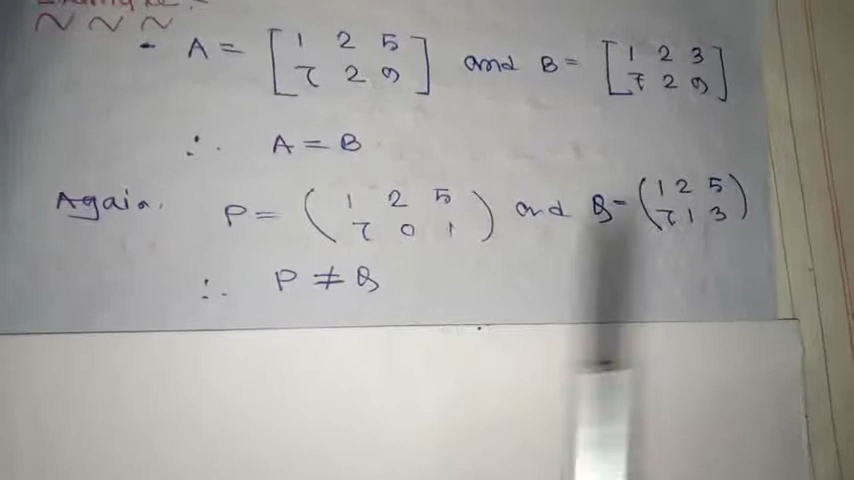 Example:-
A = [1 2 5 and B = [1 2 3
7 2 9] 7 2 9]
∴ A = B
Again. P = (1 2 5 and Q = (1 2 5
7 0 1) 7 1 3)
∴ P ≠ Q